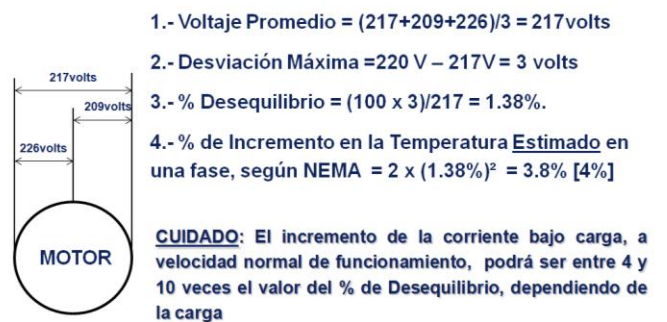 1.- Voltaje Promedio = (217+209+226)/3 = 217volts
2.- Desviación Máxima =220 V – 217V = 3 volts
3.- % Desequilibrio = (100 x 3)/217 = 1.38%.
4.- % de Incremento en la Temperatura Estimado en
una fase, según NEMA = 2 x (1.38%)² = 3.8% [4%]
217volts
209volts
226volts
MOTOR
CUIDADO: El incremento de la corriente bajo carga, a
velocidad normal de funcionamiento, podrá ser entre 4 y
10 veces el valor del % de Desequilibrio, dependiendo de
la carga